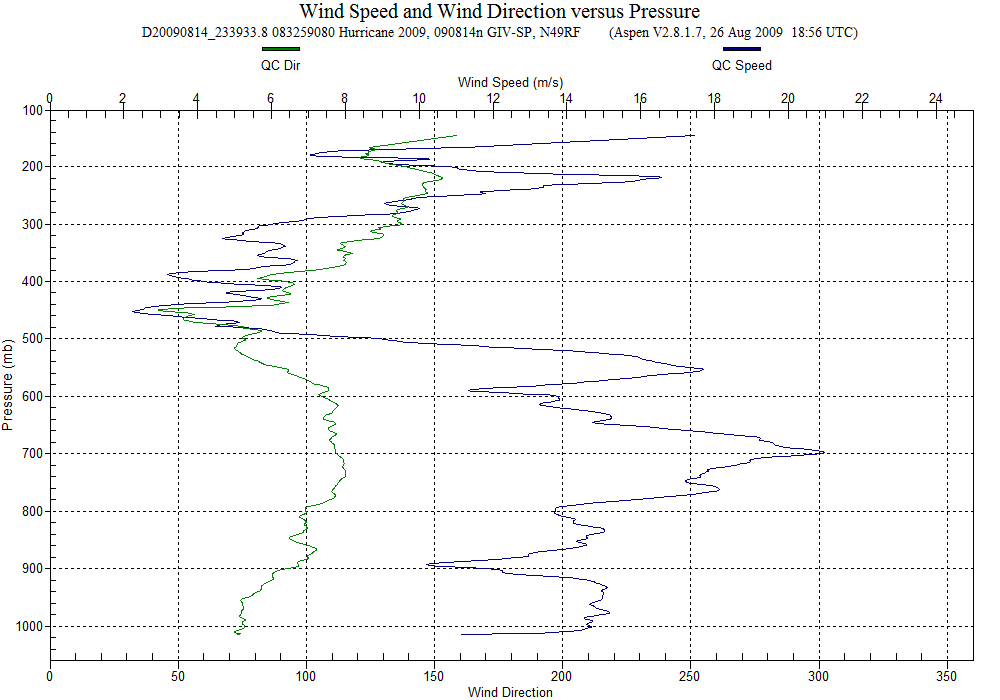 Wind Speed and Wind Direction versus Pressure
D20090814_233933.8 083259080 Hurricane 2009, 090814n GIV-SP, N49RF (Aspen V2.8.1.7, 26 Aug 2009 18:56 UTC)
QC Dir QC Speed
Wind Speed (m/s)
0 2 4 6 8 10 12 14 16 18 20 22 24
100
200
300
400
500
600
700
800
900
1000
Pressure (mb)
0 50 100 150 200 250 300 350
Wind Direction